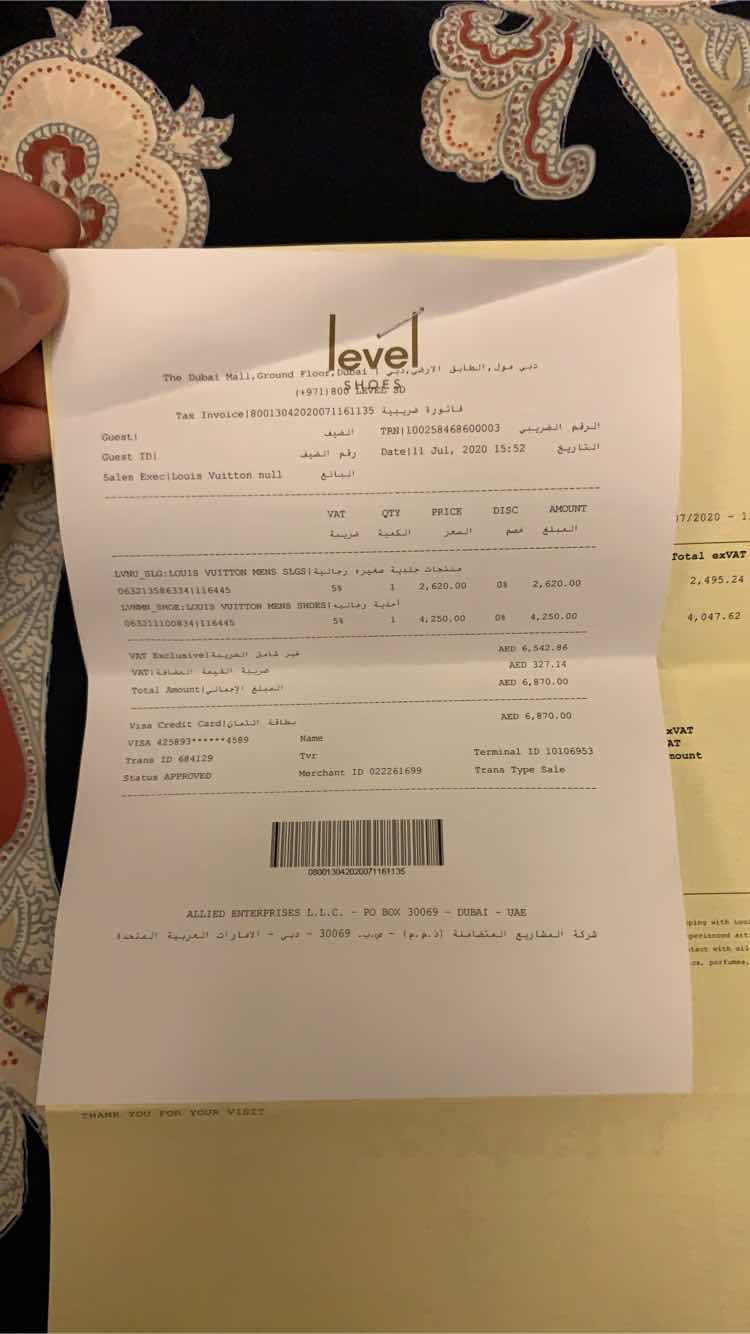 level
SHOES
The Dubai Mall,Ground Floor,Dubai | دبي مول,الطابق الارضي,دبي
(+971)800 LEVEL SD
Tax Invoice|80013042020071161135 فاتورة ضريبية
Guest| الضيف TRN|100258468600003 الرقم الضريبي
Guest ID| رقم الضيف Date|11 Jul, 2020 15:52 التاريخ
Sales Exec|Louis Vuitton null البائع
VAT QTY PRICE DISC AMOUNT
ضريبة الكمية السعر خصم المبلغ
LVNU_SLG:LOUIS VUITTON MENS SLGS|منتجات جلدية صغيره رجالية
063213586334|116445 5% 1 2,620.00 0% 2,620.00
LVNMN_SHOE:LOUIS VUITTON MENS SHOES|أحذية رجاليه
063211100834|116445 5% 1 4,250.00 0% 4,250.00
VAT Exclusive|غير شامل الضريبة AED 6,542.86
VAT|ضريبة القيمة المضافة AED 327.14
Total Amount|المبلغ الإجمالي AED 6,870.00
Visa Credit Card|بطاقة ائتمان AED 6,870.00
VISA 425893******4589 Name
Trans ID 684129 Tvr Terminal ID 10106953
Status APPROVED Merchant ID 022261699 Trans Type Sale
080013042020071161135
ALLIED ENTERPRISES L.L.C. - PO BOX 30069 - DUBAI - UAE
شركة المشاريع المتضامنة (ذ.م.م) - ص.ب. 30069 - دبي - الامارات العربية المتحدة
THANK YOU FOR YOUR VISIT
7/2020 - 1
Total exVAT
2,495.24
4,047.62
xVAT
AT
mount
ping with Loui
perienced art
tact with oil
cs, perfumes,